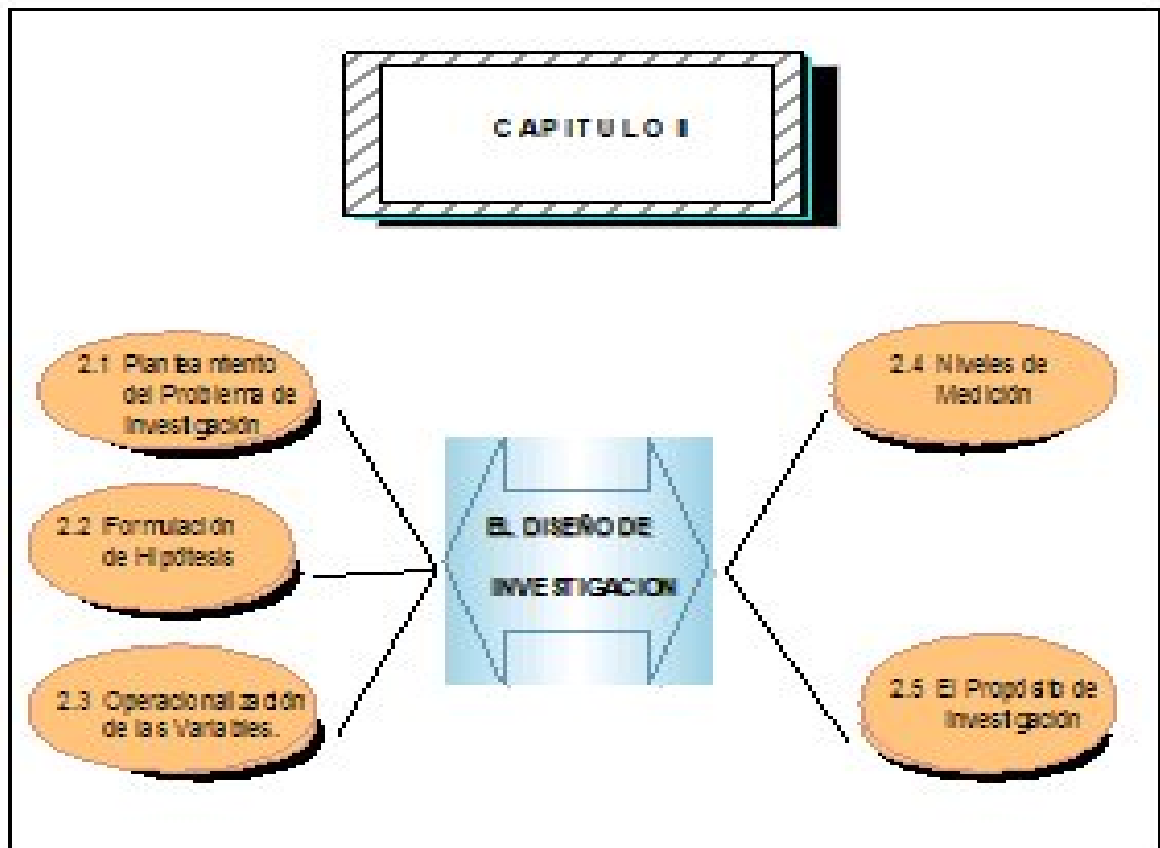 CAPITULO II
2.1 Planteamiento
del Problema de
Investigación
2.2 Formulación
de Hipótesis
2.3 Operacionalización
de las Variables.
EL DISEÑO DE
INVESTIGACION
2.4 Niveles de
Medición
2.5 El Propósito de
Investigación